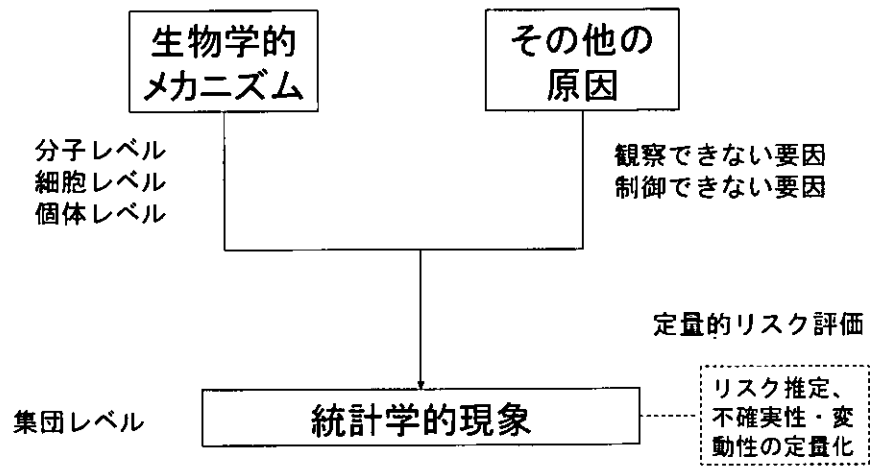 生物学的
メカニズム
その他の
原因
分子レベル
細胞レベル
個体レベル
観察できない要因
制御できない要因
定量的リスク評価
集団レベル
統計学的現象
リスク推定、
不確実性・変
動性の定量化